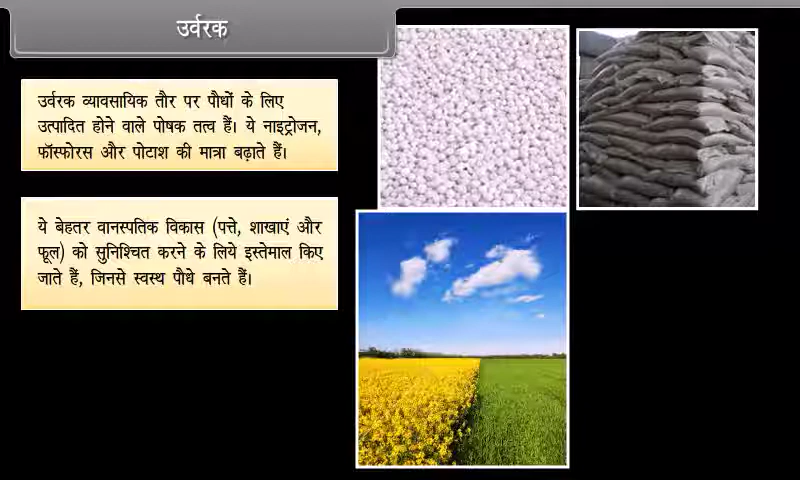 उर्वरक
उर्वरक व्यावसायिक तौर पर पौधों के लिए
उत्पादित होने वाले पोषक तत्व हैं। ये नाइट्रोजन,
फॉस्फोरस और पोटाश की मात्रा बढ़ाते हैं।
ये बेहतर वानस्पतिक विकास (पत्ते, शाखाएं और
फूल) को सुनिश्चित करने के लिये इस्तेमाल किए
जाते हैं, जिनसे स्वस्थ पौधे बनते हैं।